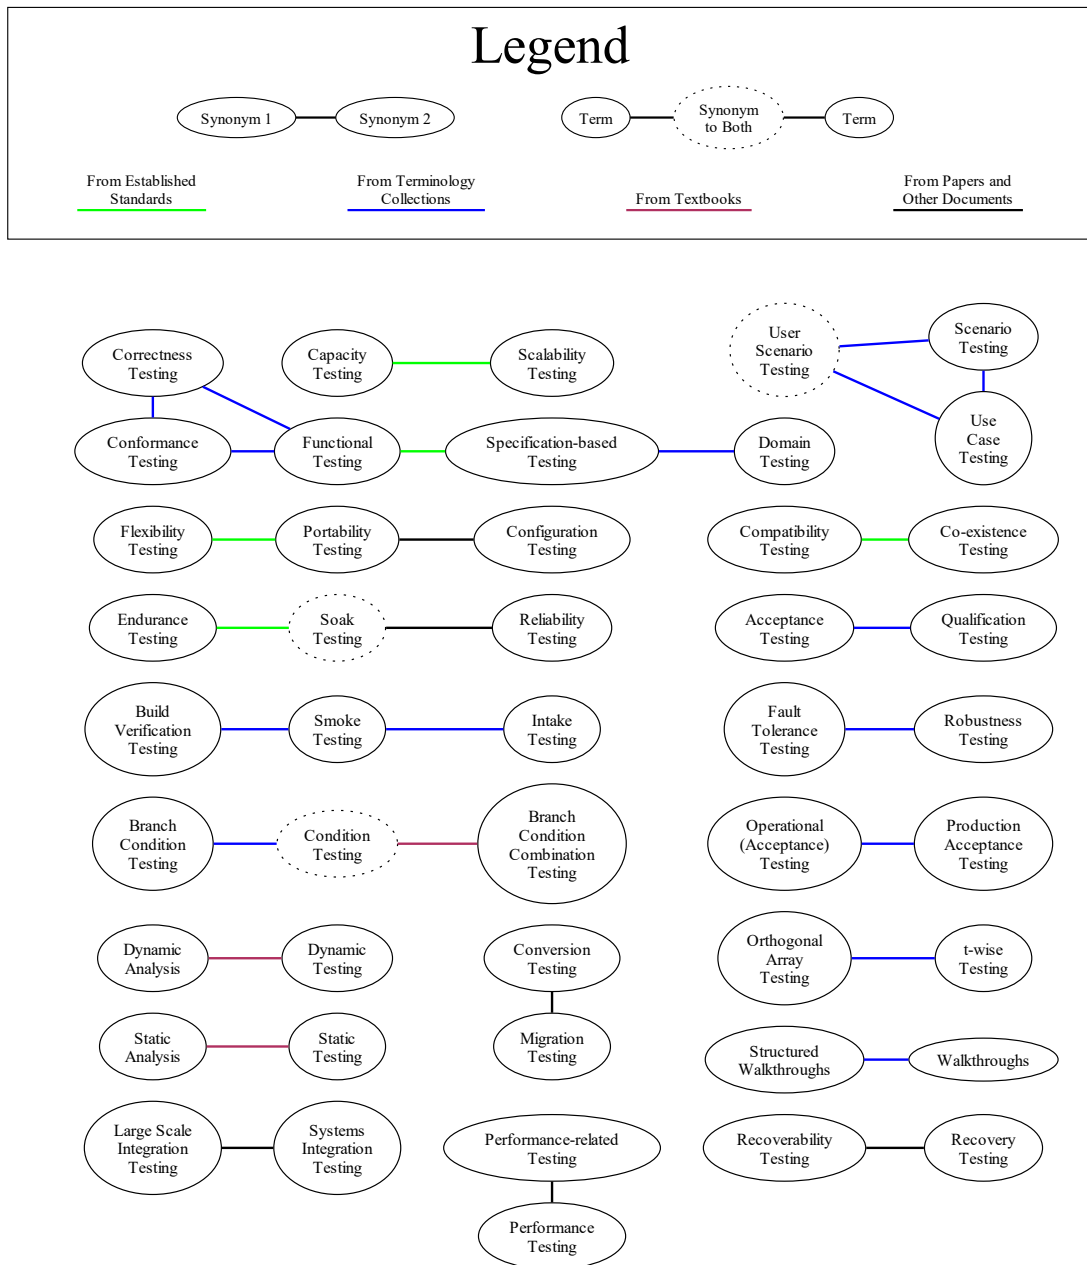 Legend
Synonym 1
Synonym 2
Term
Synonym
to Both
Term
From Established
Standards
From Terminology
Collections
From Textbooks
From Papers and
Other Documents
Correctness
Testing
Capacity
Testing
Scalability
Testing
User
Scenario
Testing
Scenario
Testing
Conformance
Testing
Functional
Testing
Specification-based
Testing
Domain
Testing
Use
Case
Testing
Flexibility
Testing
Portability
Testing
Configuration
Testing
Compatibility
Testing
Co-existence
Testing
Endurance
Testing
Soak
Testing
Reliability
Testing
Acceptance
Testing
Qualification
Testing
Build
Verification
Testing
Smoke
Testing
Intake
Testing
Fault
Tolerance
Testing
Robustness
Testing
Branch
Condition
Testing
Condition
Testing
Branch
Condition
Combination
Testing
Operational
(Acceptance)
Testing
Production
Acceptance
Testing
Dynamic
Analysis
Dynamic
Testing
Conversion
Testing
Orthogonal
Array
Testing
t-wise
Testing
Static
Analysis
Static
Testing
Migration
Testing
Structured
Walkthroughs
Walkthroughs
Large Scale
Integration
Testing
Systems
Integration
Testing
Performance-related
Testing
Recoverability
Testing
Recovery
Testing
Performance
Testing